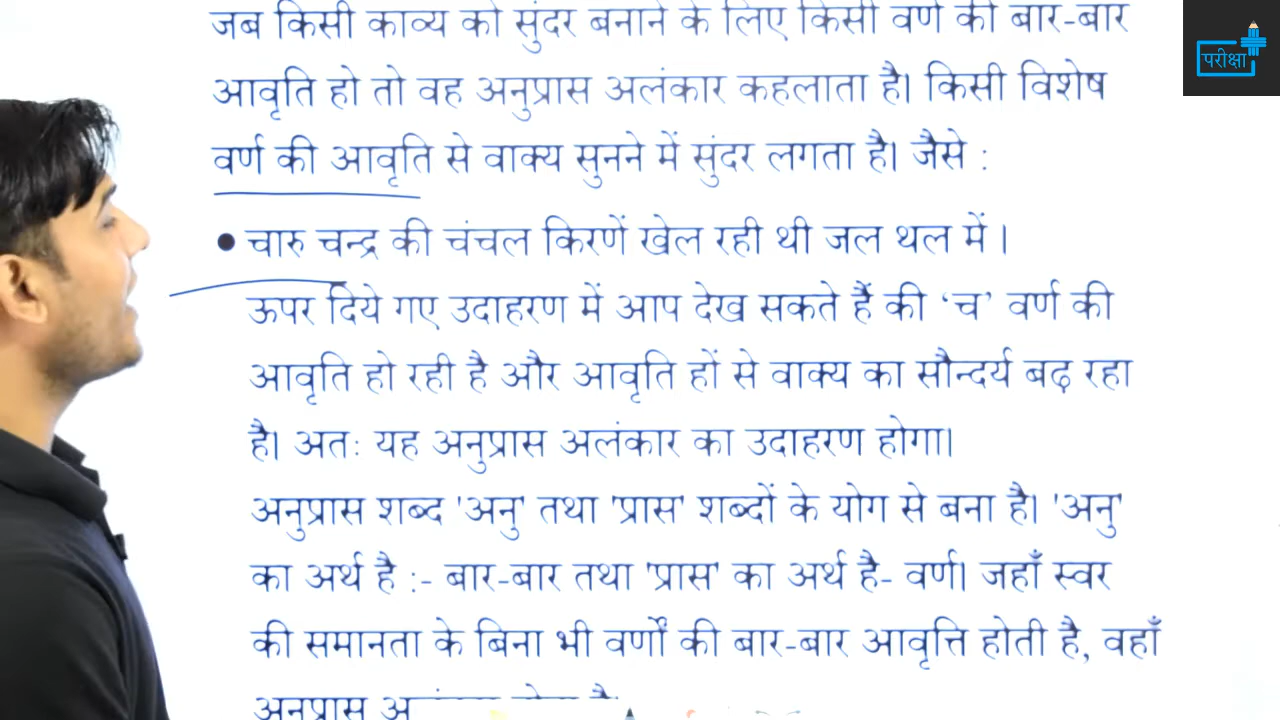 जब किसी काव्य को सुंदर बनाने के लिए किसी वर्ण की बार-बार
परीक्षा
आवृति हो तो वह अनुप्रास अलंकार कहलाता है। किसी विशेष
वर्ण की आवृति से वाक्य सुनने में सुंदर लगता है। जैसे :
• चारु चन्द्र की चंचल किरणें खेल रही थी जल थल में।
ऊपर दिये गए उदाहरण में आप देख सकते हैं की ‘च’ वर्ण की
आवृति हो रही है और आवृति हों से वाक्य का सौन्दर्य बढ़ रहा
है। अतः यह अनुप्रास अलंकार का उदाहरण होगा।
अनुप्रास शब्द 'अनु' तथा 'प्रास' शब्दों के योग से बना है। 'अनु'
का अर्थ है :- बार-बार तथा 'प्रास' का अर्थ है- वर्ण। जहाँ स्वर
की समानता के बिना भी वर्णों की बार-बार आवृत्ति होती है, वहाँ
अनुप्रास